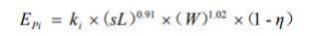 E_{Pi} = k_i × (sL)^{0.91} × (W)^{1.02} × (1 - η)